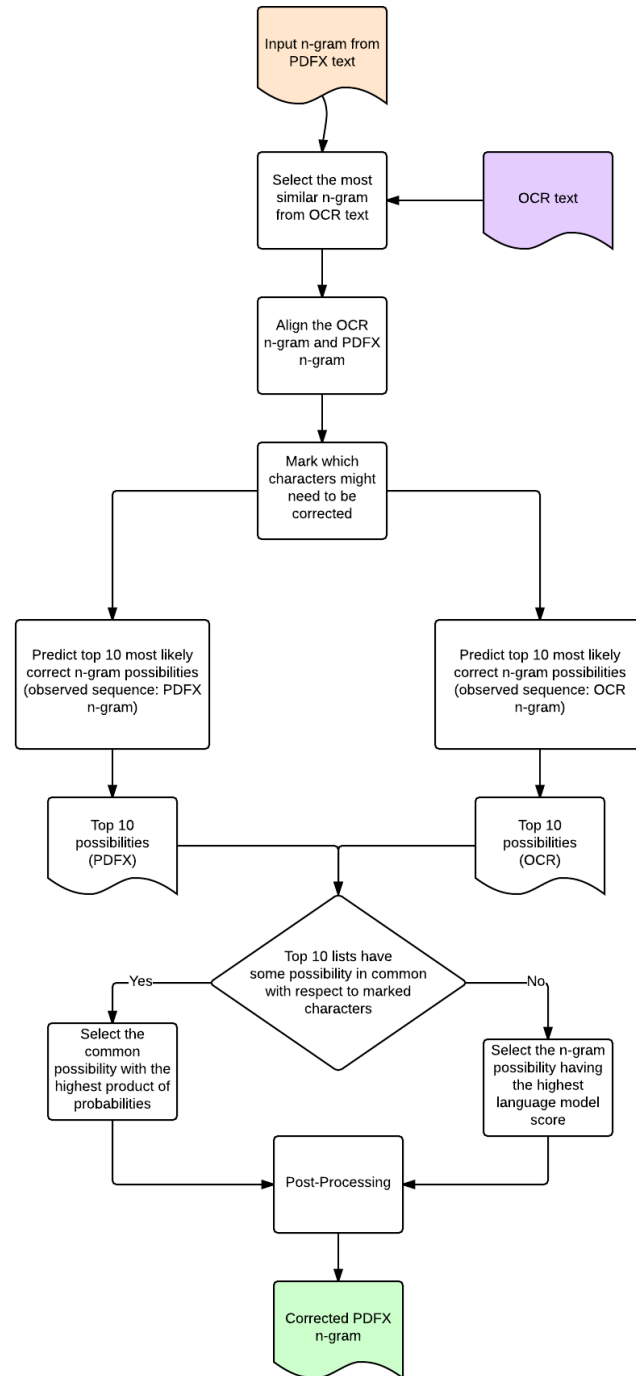 Input n-gram from
PDFX text
Select the most
similar n-gram
from OCR text
OCR text
Align the OCR
n-gram and PDFX
n-gram
Mark which
characters might
need to be
corrected
Predict top 10 most likely
correct n-gram possibilities
(observed sequence: PDFX
n-gram)
Predict top 10 most likely
correct n-gram possibilities
(observed sequence: OCR
n-gram)
Top 10
possibilities
(PDFX)
Top 10
possibilities
(OCR)
Top 10 lists have
some possibility in common
with respect to marked
characters
Yes
No
Select the
common
possibility with the
highest product of
probabilities
Select the n-gram
possibility having
the highest
language model
score
Post-Processing
Corrected PDFX
n-gram